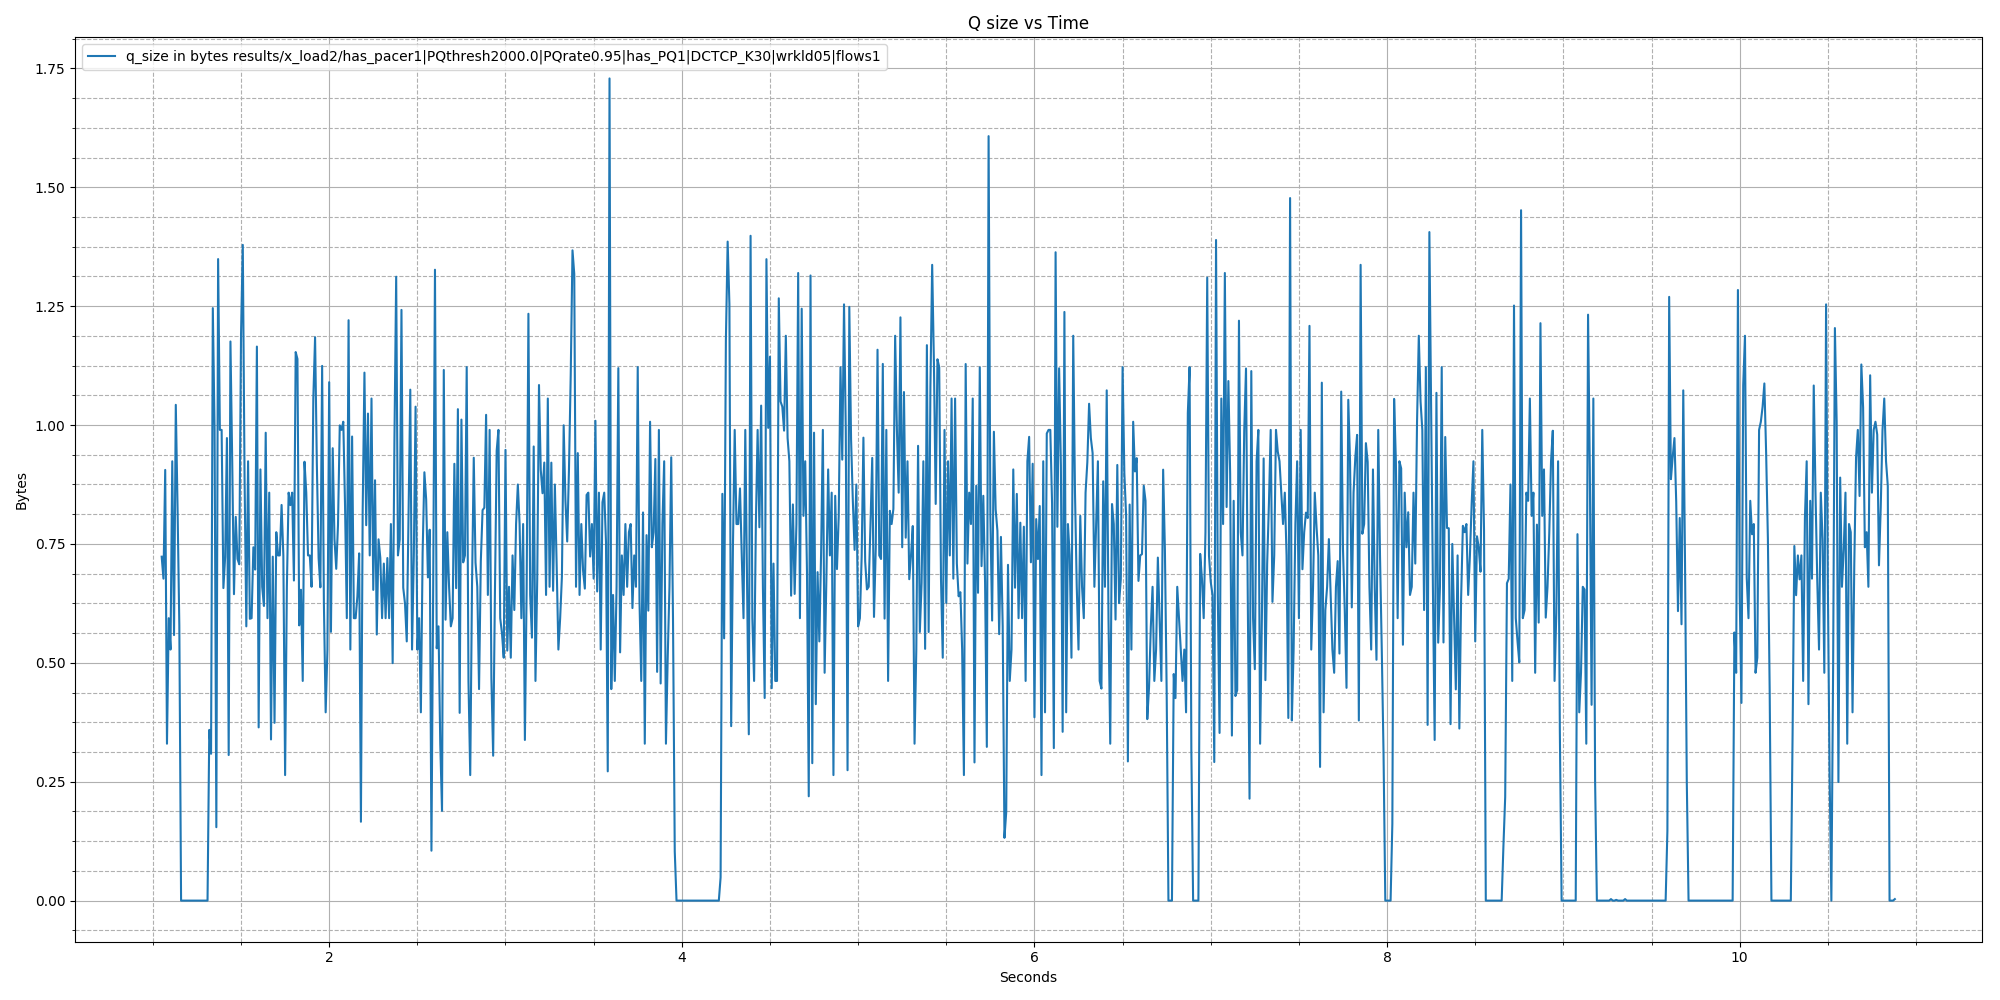 Q size vs Time
q_size in bytes results/x_load2/has_pacer1|PQthresh2000.0|PQrate0.95|has_PQ1|DCTCP_K30|wrkld05|flows1
1.75
1.50
1.25
1.00
0.75
0.50
0.25
0.00
Bytes
2 4 6 8 10
Seconds